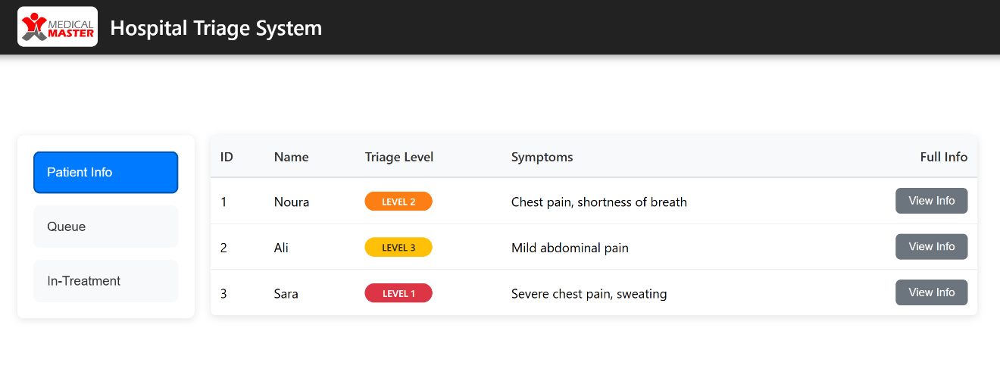 MEDICAL
MASTER
Hospital Triage System
Patient Info
Queue
In-Treatment
ID Name Triage Level Symptoms Full Info
1 Noura LEVEL 2 Chest pain, shortness of breath View Info
2 Ali LEVEL 3 Mild abdominal pain View Info
3 Sara LEVEL 1 Severe chest pain, sweating View Info